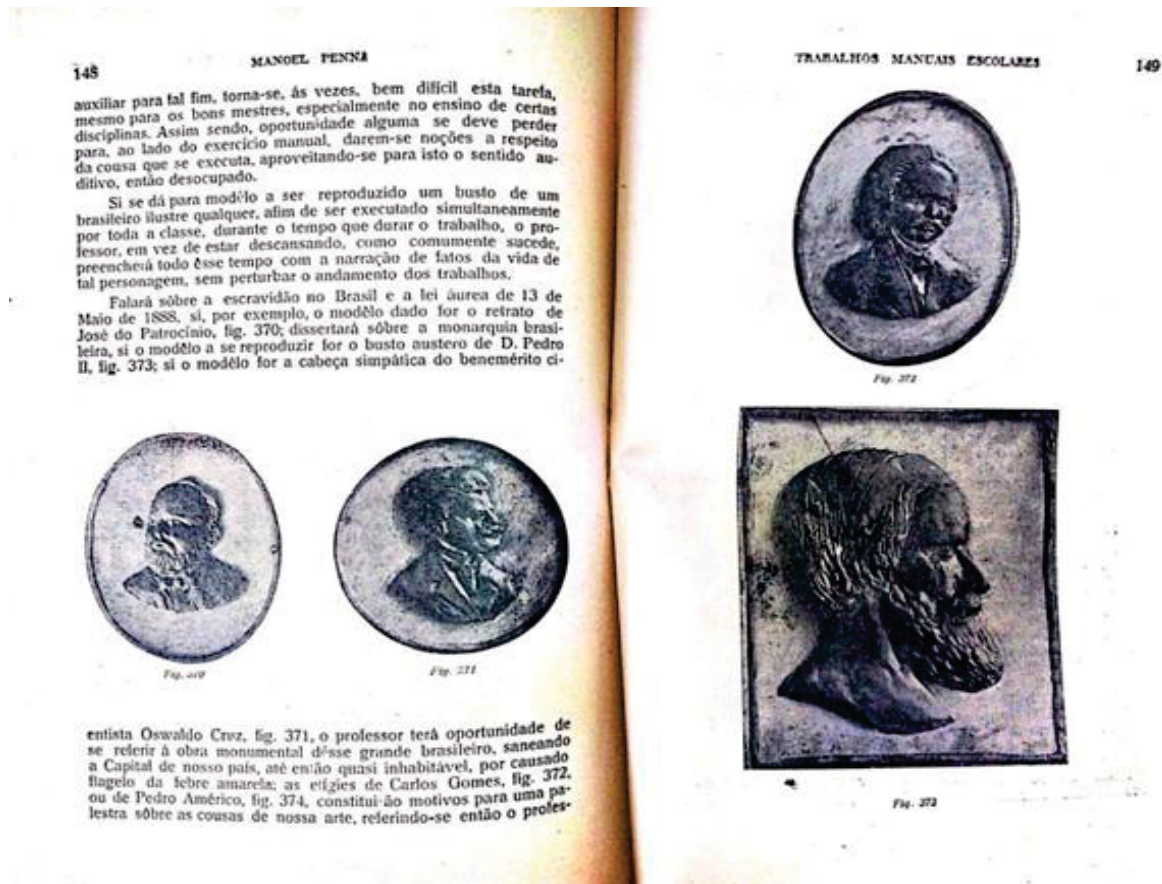 148
MANOEL PENNA
auxiliar para tal fim, torna-se, ás vezes, bem difícil esta tarefa,
mesmo para os bons mestres, especialmente no ensino de certas
disciplinas. Assim sendo, oportunidade alguma se deve perder
para, ao lado do exercício manual, darem-se noções a respeito
da cousa que se executa, aproveitando-se para isto o sentido au-
ditivo, então desocupado.
Si se dá para modêlo a ser reproduzido um busto de um
brasileiro ilustre qualquer, afim de ser executado simultaneamente
por toda a classe, durante o tempo que durar o trabalho, o pro-
fessor, em vez de estar descansando, como comumente sucede,
preencherá todo êsse tempo com a narração de fatos da vida de
tal personagem, sem perturbar o andamento dos trabalhos.
Falará sôbre a escravidão no Brasil e a lei áurea de 13 de
Maio de 1888, si, por exemplo, o modêlo dado for o retrato de
José do Patrocínio, fig. 370; dissertará sôbre a monarquia brasi-
leira, si o modêlo a se reproduzir for o busto austero de D. Pedro
II, fig. 373; si o modêlo for a cabeça simpática do benemérito ci-
Fig. 370
Fig. 371
entista Oswaldo Cruz, fig. 371, o professor terá oportunidade de
se referir à obra monumental dêsse grande brasileiro, saneando
a Capital de nosso país, até então quasi inhabitável, por causado
flagelo da febre amarela; as efígies de Carlos Gomes, fig. 372,
ou de Pedro Américo, fig. 374, constitui ão motivos para uma pa-
lestra sôbre as cousas de nossa arte, referindo-se então o profes-
TRABALHOS MANUAIS ESCOLARES
149
Fig. 372
Fig. 373